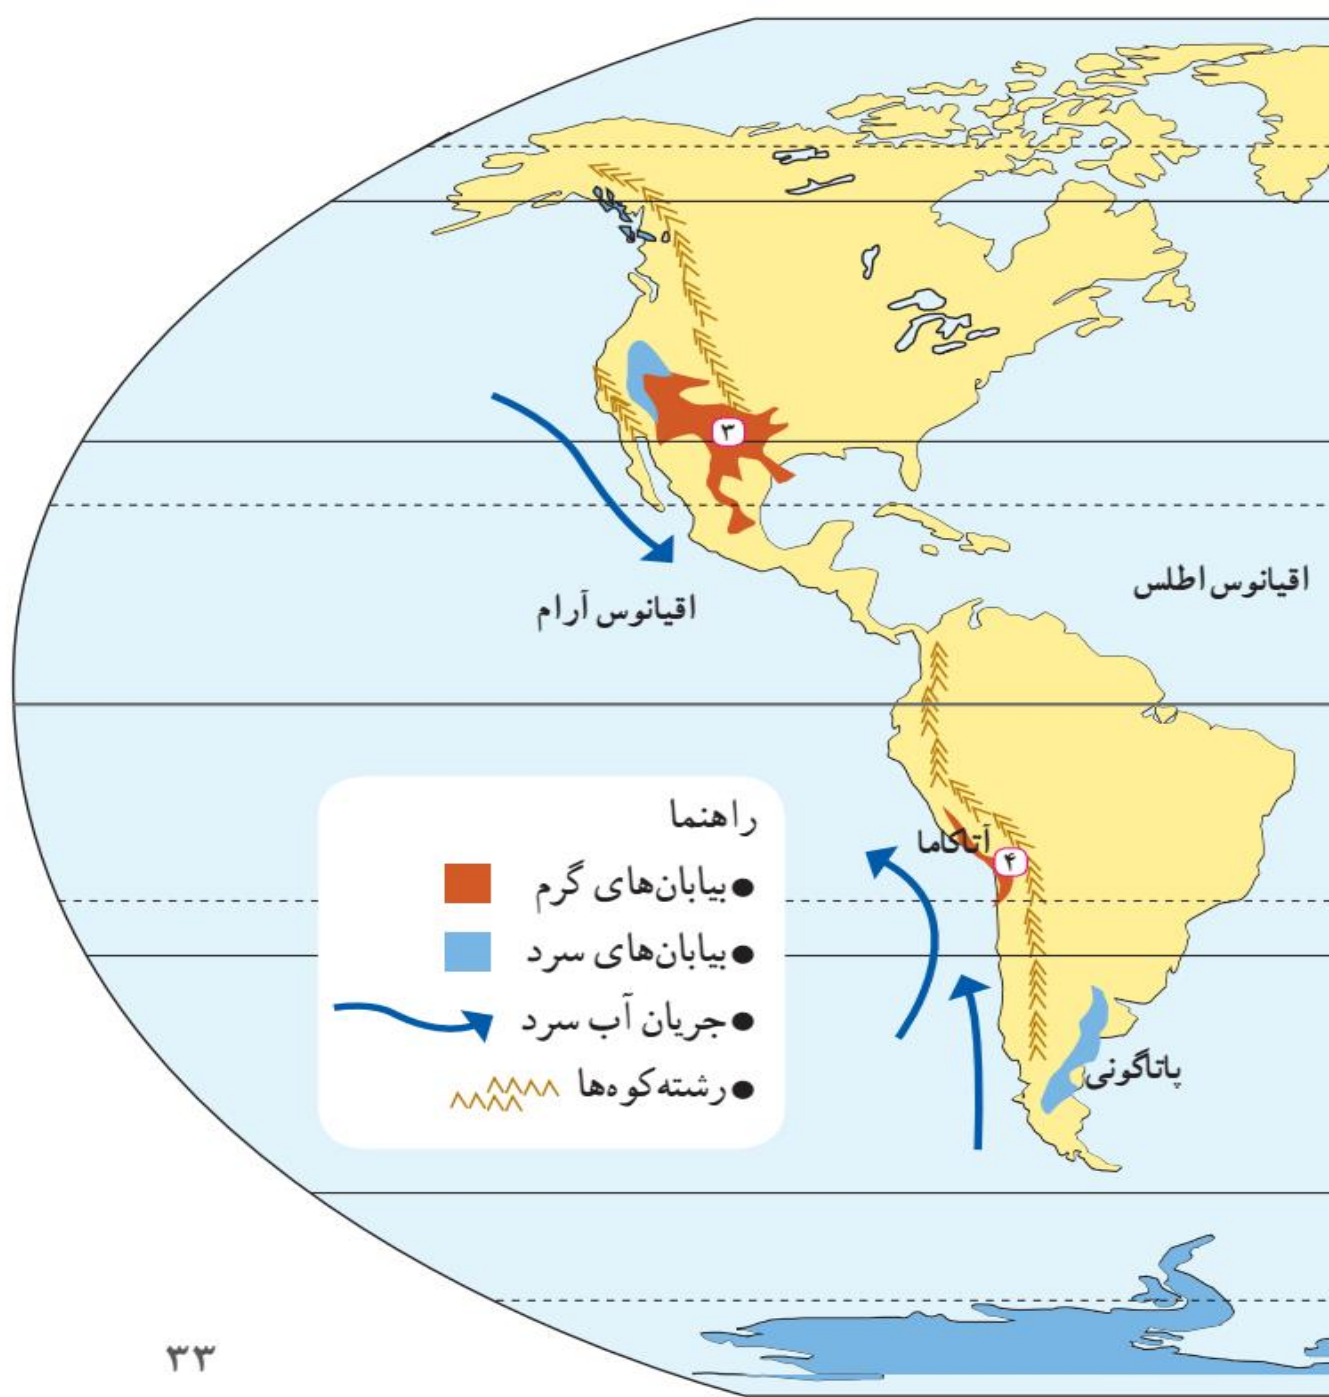 ۳
اقیانوس اطلس
اقیانوس آرام
آتاکاما
۴
راهنما
● بیابان‌های گرم
● بیابان‌های سرد
● جریان آب سرد
● رشته‌کوه‌ها
پاتاگونی
۳۳